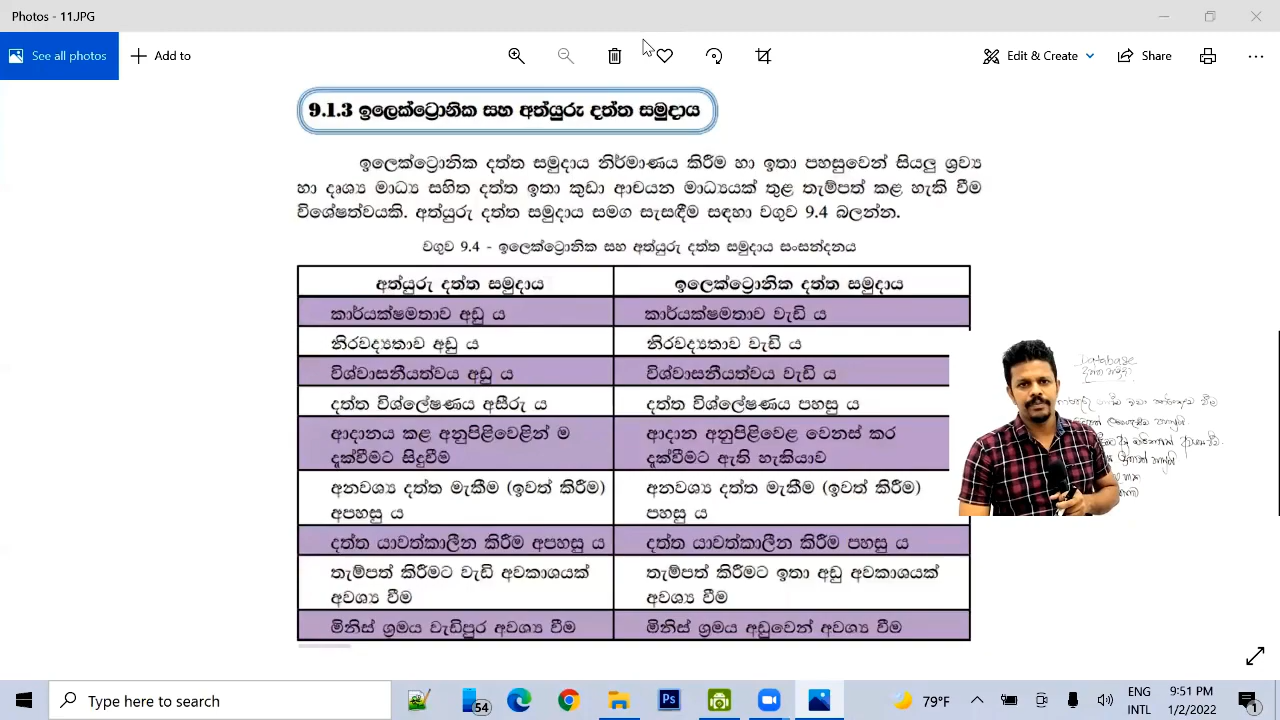 Photos - 11.JPG
See all photos
Add to
Edit & Create
Share
9.1.3 ඉලෙක්ට්‍රොනික සහ අත්යුරු දත්ත සමුදාය
ඉලෙක්ට්‍රොනික දත්ත සමුදාය නිර්මාණය කිරීම හා ඉතා පහසුවෙන් සියලු ශ්‍රව්‍ය
හා දෘශ්‍ය මාධ්‍ය සහිත දත්ත ඉතා කුඩා ආචයන මාධ්‍යයක් තුළ තැම්පත් කළ හැකි වීම
විශේෂත්වයකි. අත්යුරු දත්ත සමුදාය සමග සැසඳීම සඳහා වගුව 9.4 බලන්න.
වගුව 9.4 - ඉලෙක්ට්‍රොනික සහ අත්යුරු දත්ත සමුදාය සංසන්දනය
අත්යුරු දත්ත සමුදාය
ඉලෙක්ට්‍රොනික දත්ත සමුදාය
කාර්යක්ෂමතාව අඩු ය
කාර්යක්ෂමතාව වැඩි ය
නිරවද්‍යතාව අඩු ය
නිරවද්‍යතාව වැඩි ය
විශ්වාසනීයත්වය අඩු ය
විශ්වාසනීයත්වය වැඩි ය
දත්ත විශ්ලේෂණය අසීරු ය
දත්ත විශ්ලේෂණය පහසු ය
ආදානය කළ අනුපිළිවෙළින් ම
දැක්වීමට සිදුවීම
ආදාන අනුපිළිවෙළ වෙනස් කර
දැක්වීමට ඇති හැකියාව
අනවශ්‍ය දත්ත මැකීම (ඉවත් කිරීම)
අපහසු ය
අනවශ්‍ය දත්ත මැකීම (ඉවත් කිරීම)
පහසු ය
දත්ත යාවත්කාලීන කිරීම අපහසු ය
දත්ත යාවත්කාලීන කිරීම පහසු ය
තැම්පත් කිරීමට වැඩි අවකාශයක්
අවශ්‍ය වීම
තැම්පත් කිරීමට ඉතා අඩු අවකාශයක්
අවශ්‍ය වීම
මිනිස් ශ්‍රමය වැඩිපුර අවශ්‍ය වීම
මිනිස් ශ්‍රමය අඩුවෙන් අවශ්‍ය වීම
Database
Type here to search
54
79°F
ENG
INTL
9:51 PM
1/2/2022
1